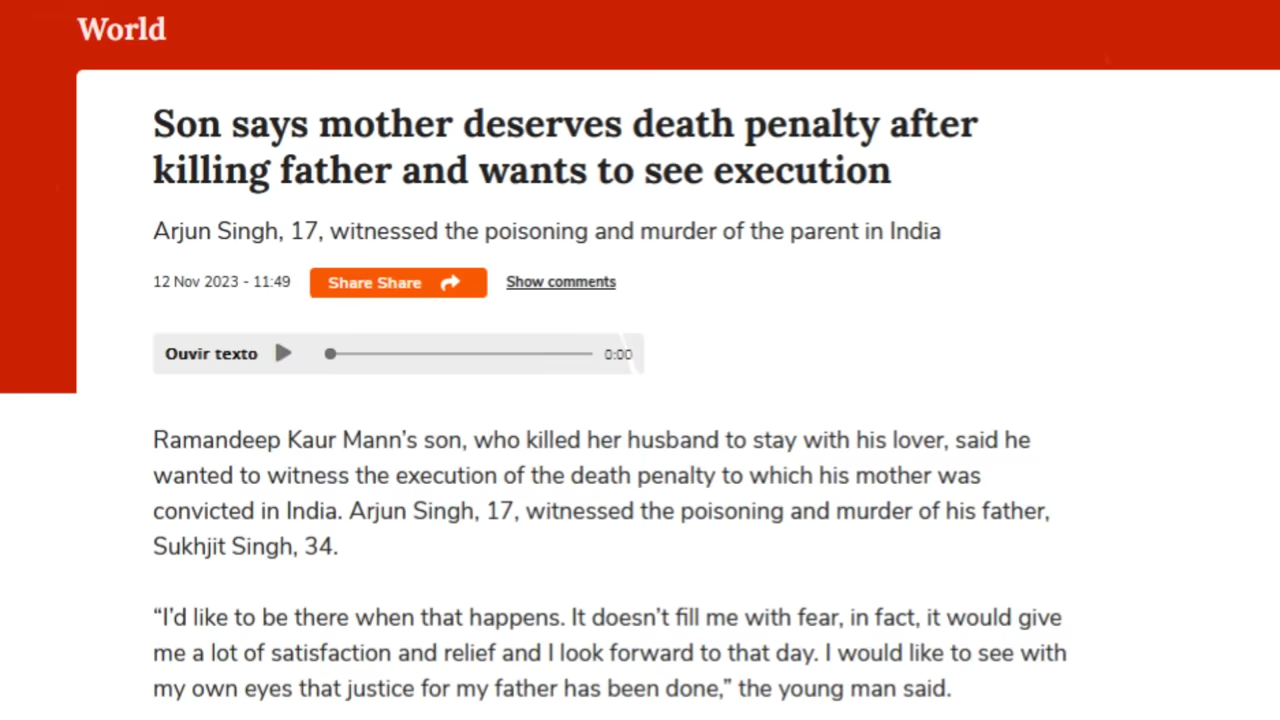 World
Son says mother deserves death penalty after
killing father and wants to see execution
Arjun Singh, 17, witnessed the poisoning and murder of the parent in India
12 Nov 2023 - 11:49 Share Share Show comments
Ouvir texto 0:00
Ramandeep Kaur Mann’s son, who killed her husband to stay with his lover, said he
wanted to witness the execution of the death penalty to which his mother was
convicted in India. Arjun Singh, 17, witnessed the poisoning and murder of his father,
Sukhjit Singh, 34.
“I’d like to be there when that happens. It doesn’t fill me with fear, in fact, it would give
me a lot of satisfaction and relief and I look forward to that day. I would like to see with
my own eyes that justice for my father has been done,” the young man said.